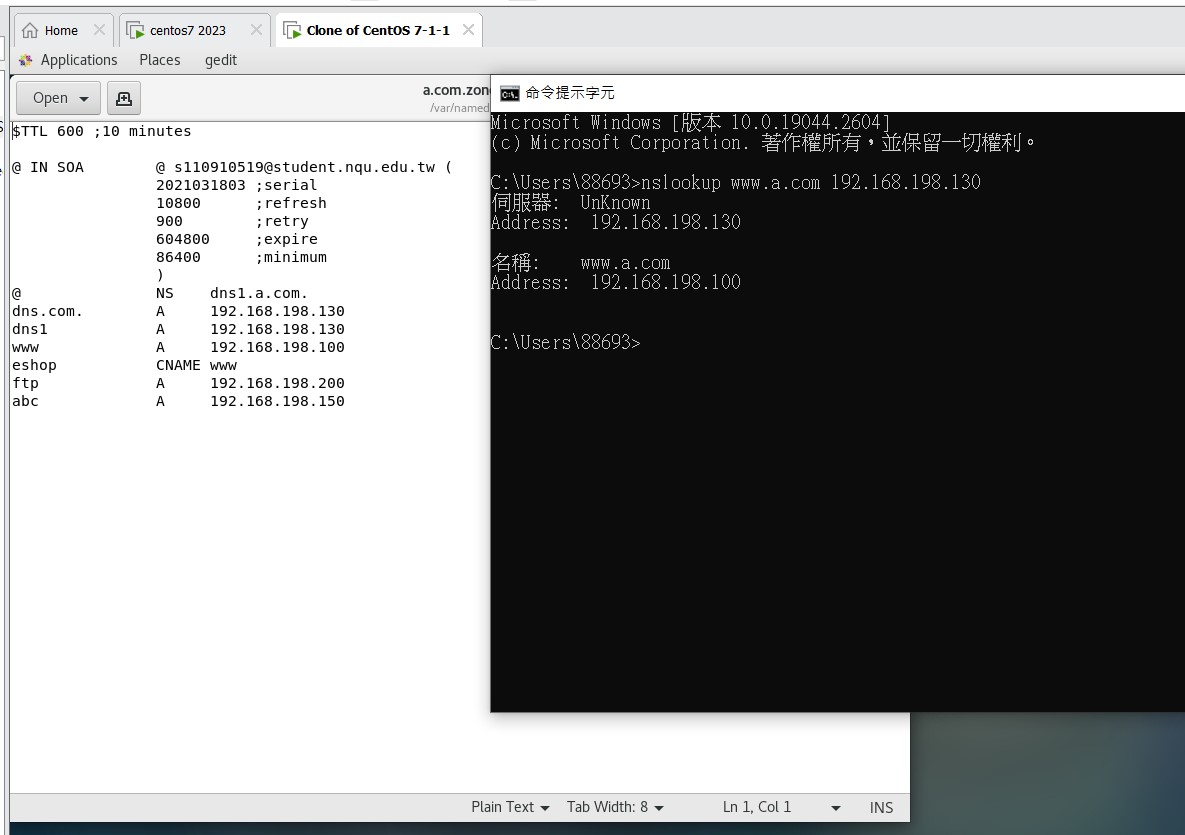 Home
centos7 2023
Clone of CentOS 7-1-1
Applications Places gedit
Open
a.com.zon
/var/named
$TTL 600 ;10 minutes
@ IN SOA @ s110910519@student.nqu.edu.tw (
2021031803 ;serial
10800 ;refresh
900 ;retry
604800 ;expire
86400 ;minimum
)
@ NS dns1.a.com.
dns.com. A 192.168.198.130
dns1 A 192.168.198.130
www A 192.168.198.100
eshop CNAME www
ftp A 192.168.198.200
abc A 192.168.198.150
Plain Text Tab Width: 8 Ln 1, Col 1 INS
命令提示字元
Microsoft Windows [版本 10.0.19044.2604]
(c) Microsoft Corporation. 著作權所有，並保留一切權利。
C:\Users\88693>nslookup www.a.com 192.168.198.130
伺服器: UnKnown
Address: 192.168.198.130
名稱: www.a.com
Address: 192.168.198.100
C:\Users\88693>